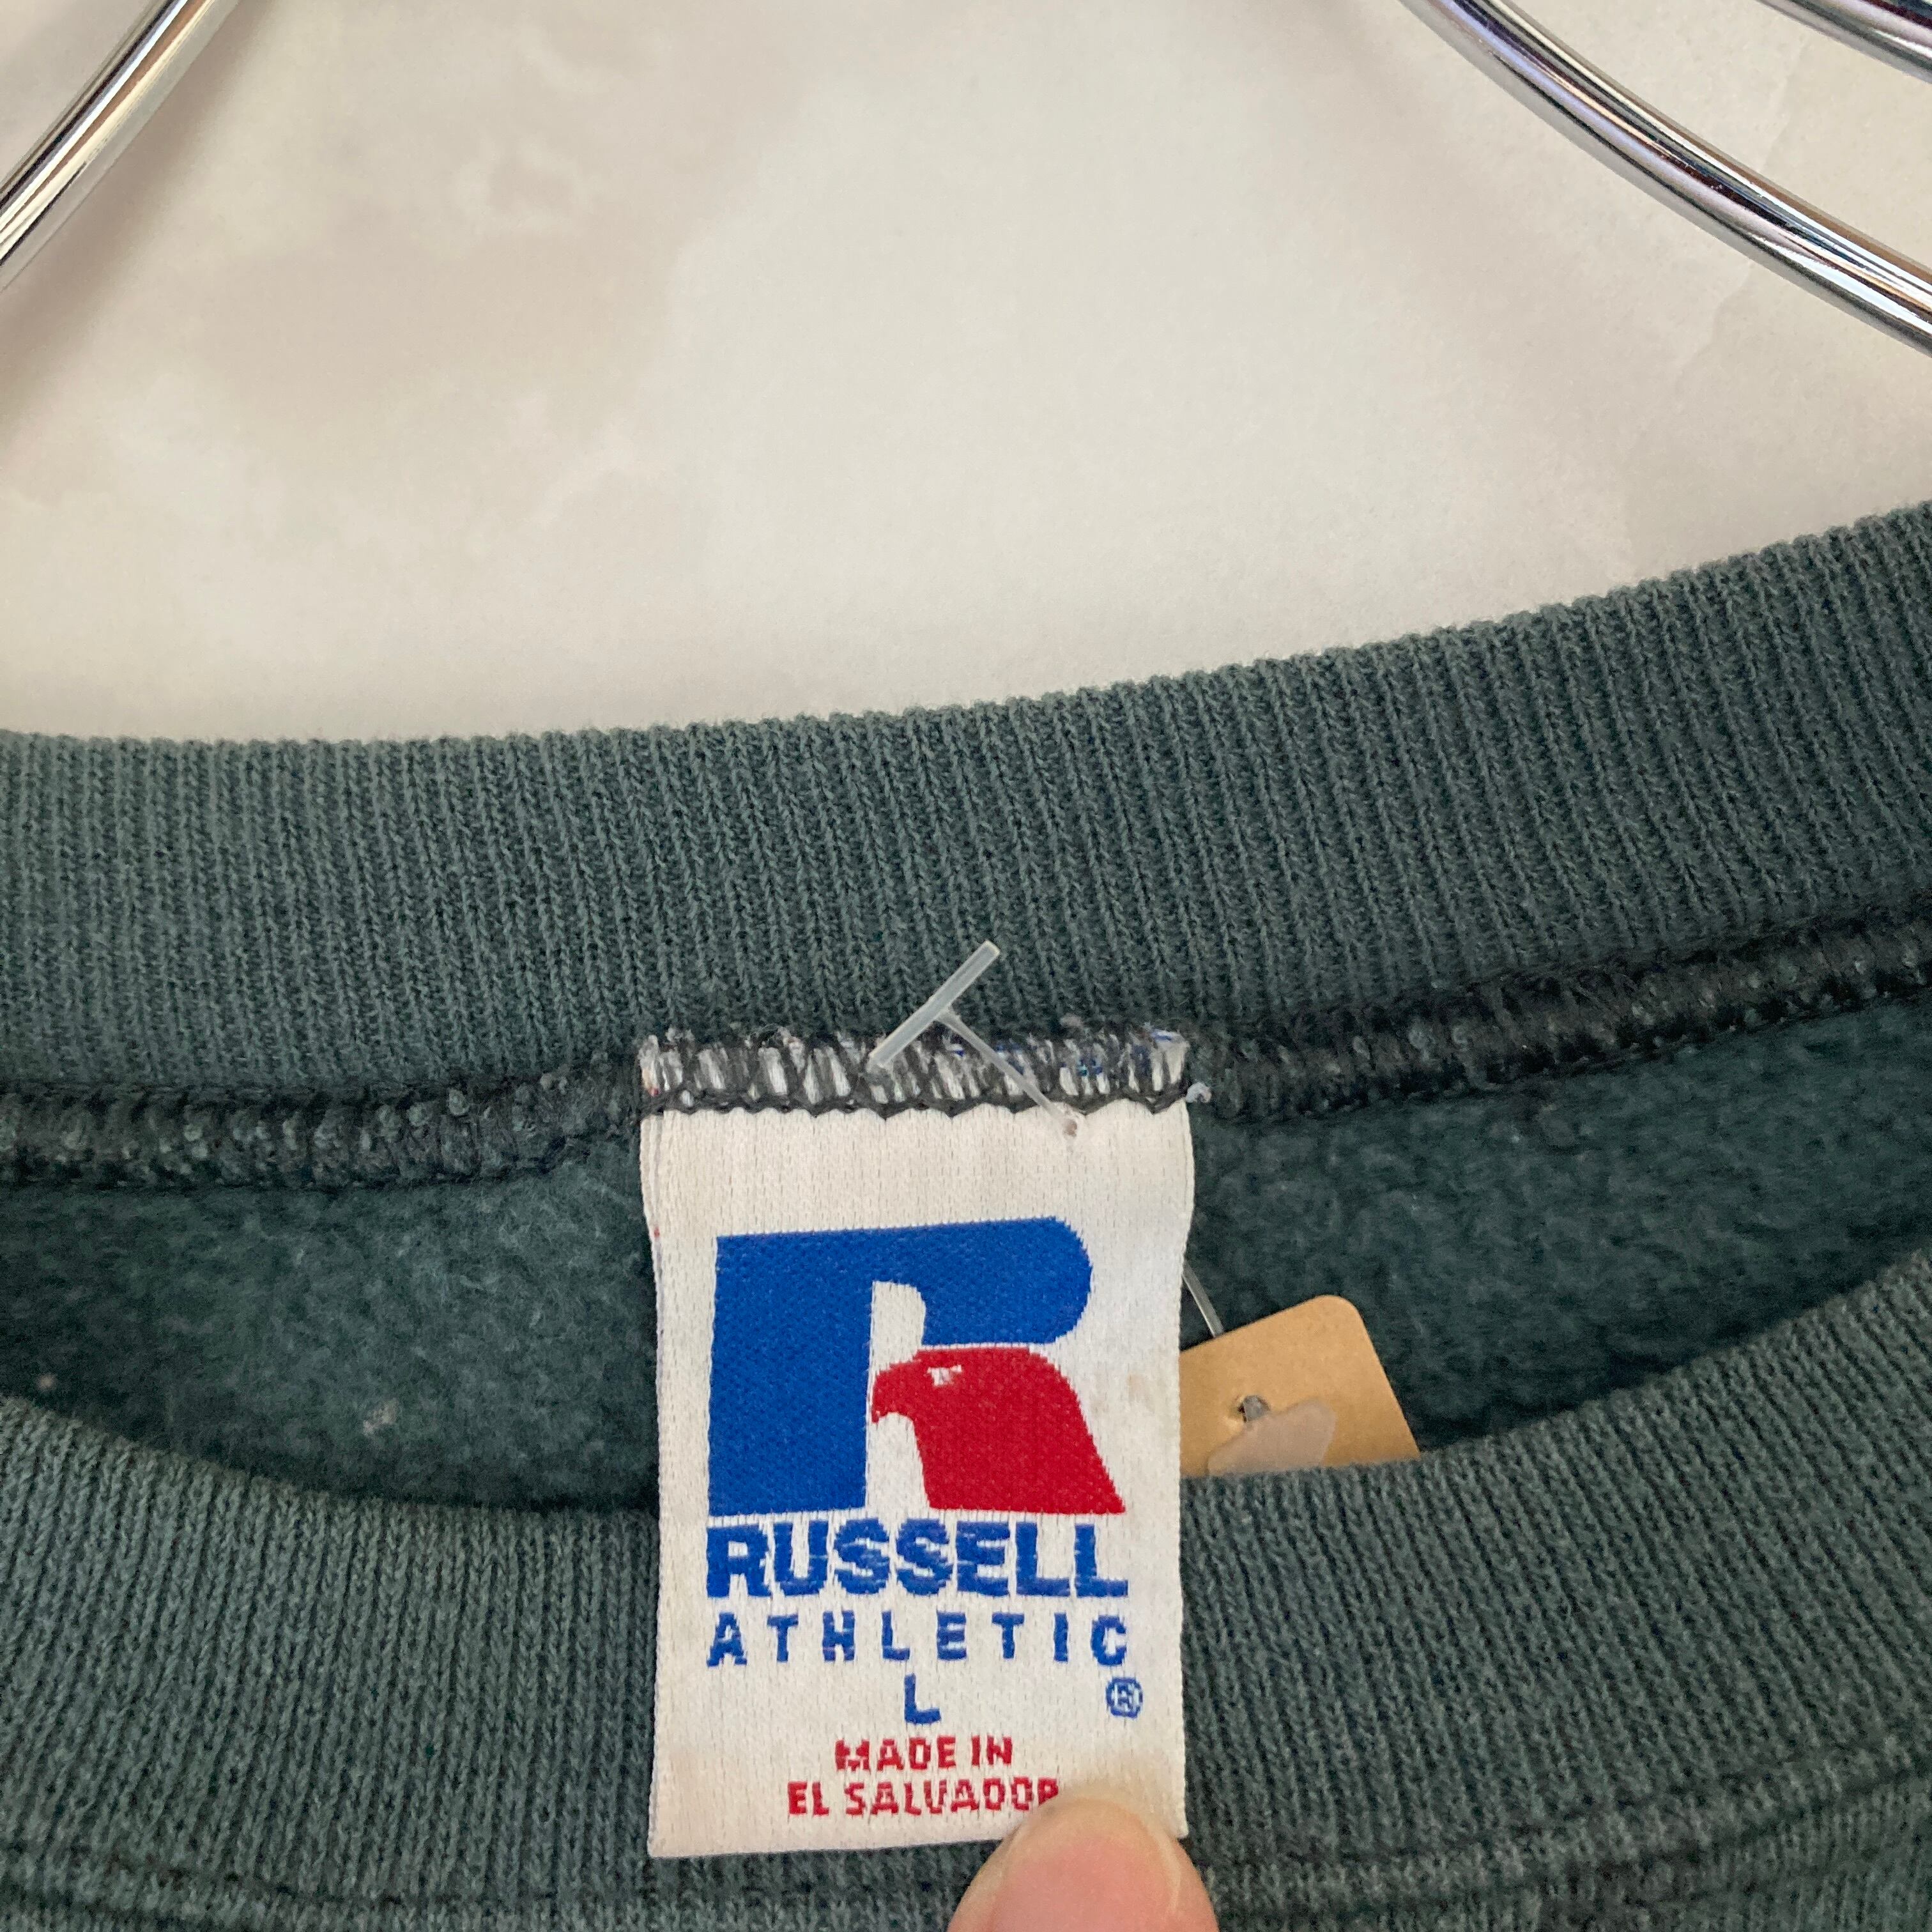 RUSSELL
ATHLETIC
L ®
MADE IN
EL SALVADOR